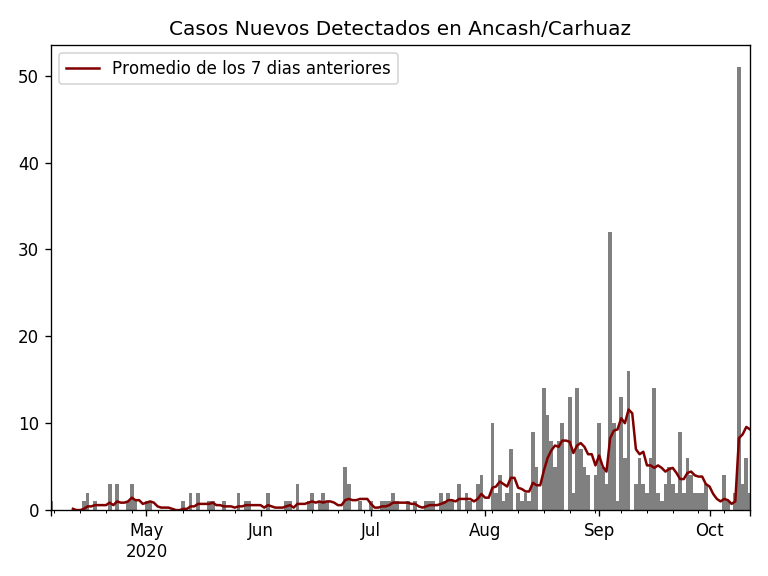 Casos Nuevos Detectados en Ancash/Carhuaz
Promedio de los 7 dias anteriores
50
40
30
20
10
0
May Jun Jul Aug Sep Oct
2020